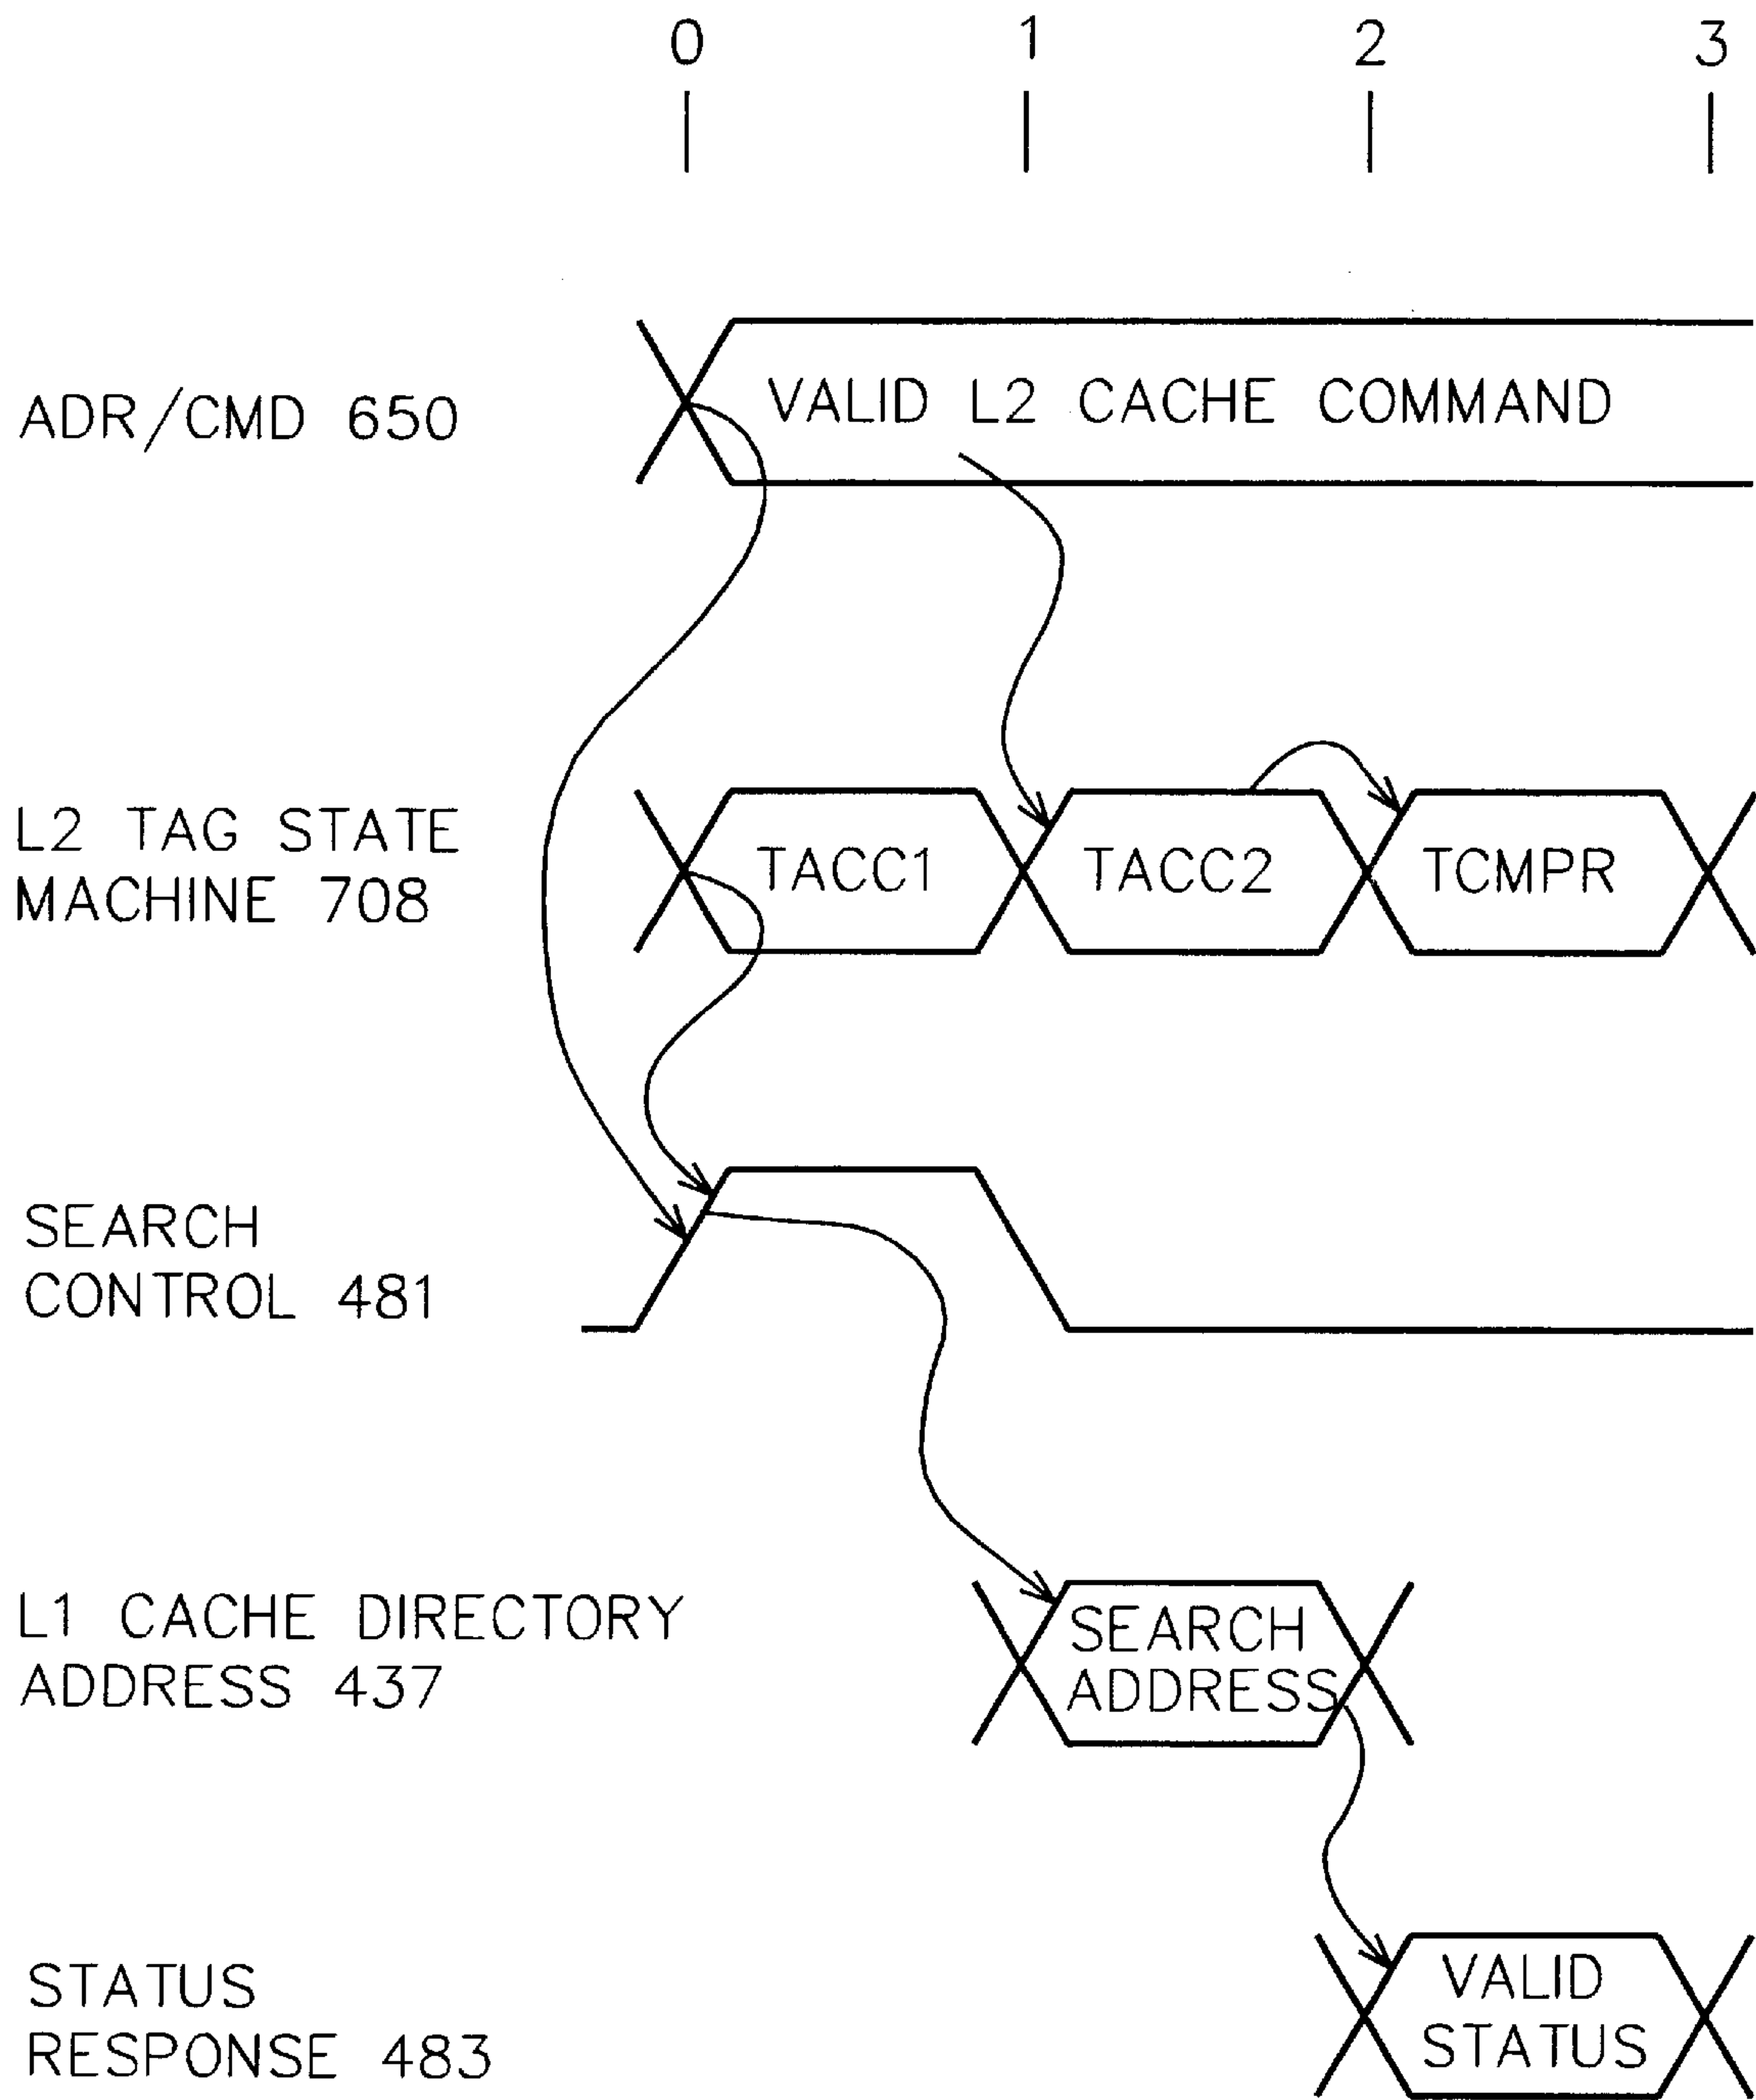 0 1 2 3
ADR/CMD 650
VALID L2 CACHE COMMAND
L2 TAG STATE
MACHINE 708
TACC1 TACC2 TCMPR
SEARCH
CONTROL 481
L1 CACHE DIRECTORY
ADDRESS 437
SEARCH
ADDRESS
STATUS
RESPONSE 483
VALID
STATUS